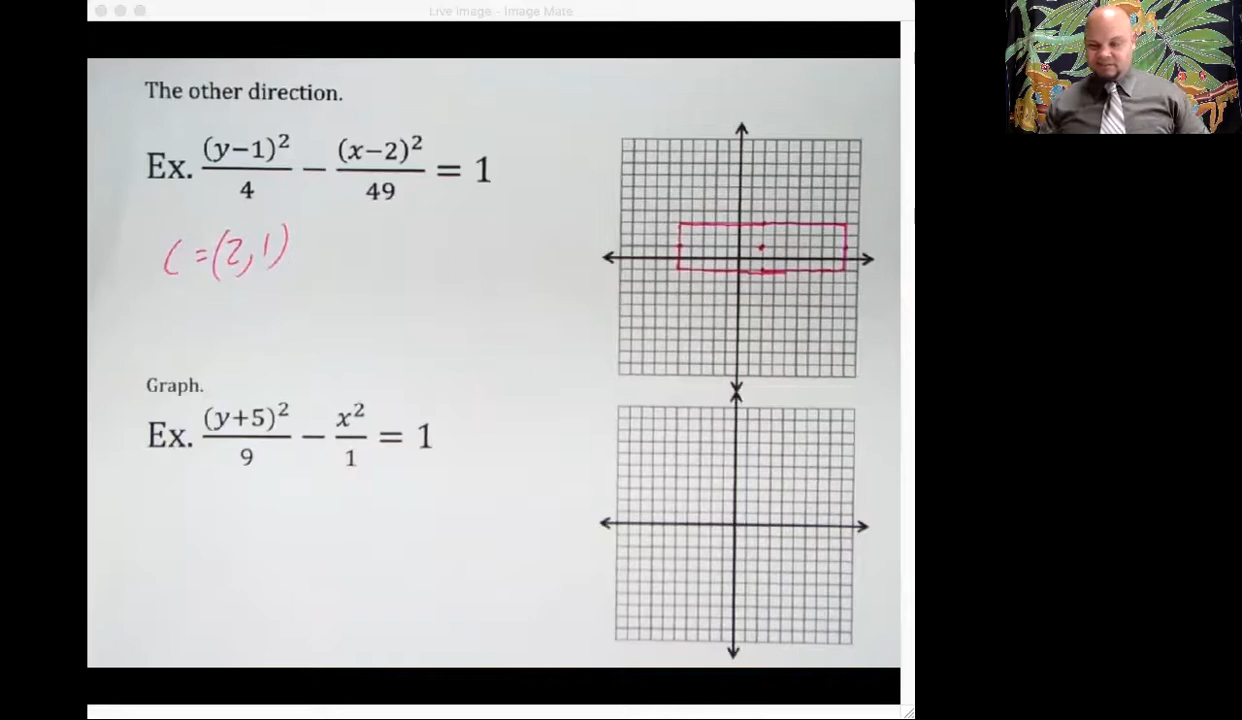 Live Image - Image Mate
The other direction.
Ex. (y−1)²/4 − (x−2)²/49 = 1
C = (2,1)
Graph.
Ex. (y+5)²/9 − x²/1 = 1